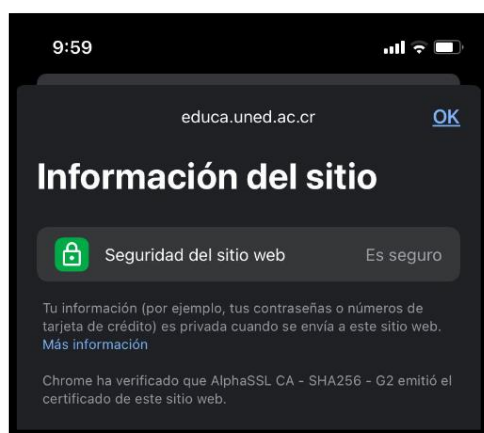 9:59
educa.uned.ac.cr
OK
Información del sitio
Seguridad del sitio web
Es seguro
Tu información (por ejemplo, tus contraseñas o números de
tarjeta de crédito) es privada cuando se envía a este sitio web.
Más información
Chrome ha verificado que AlphaSSL CA - SHA256 - G2 emitió el
certificado de este sitio web.